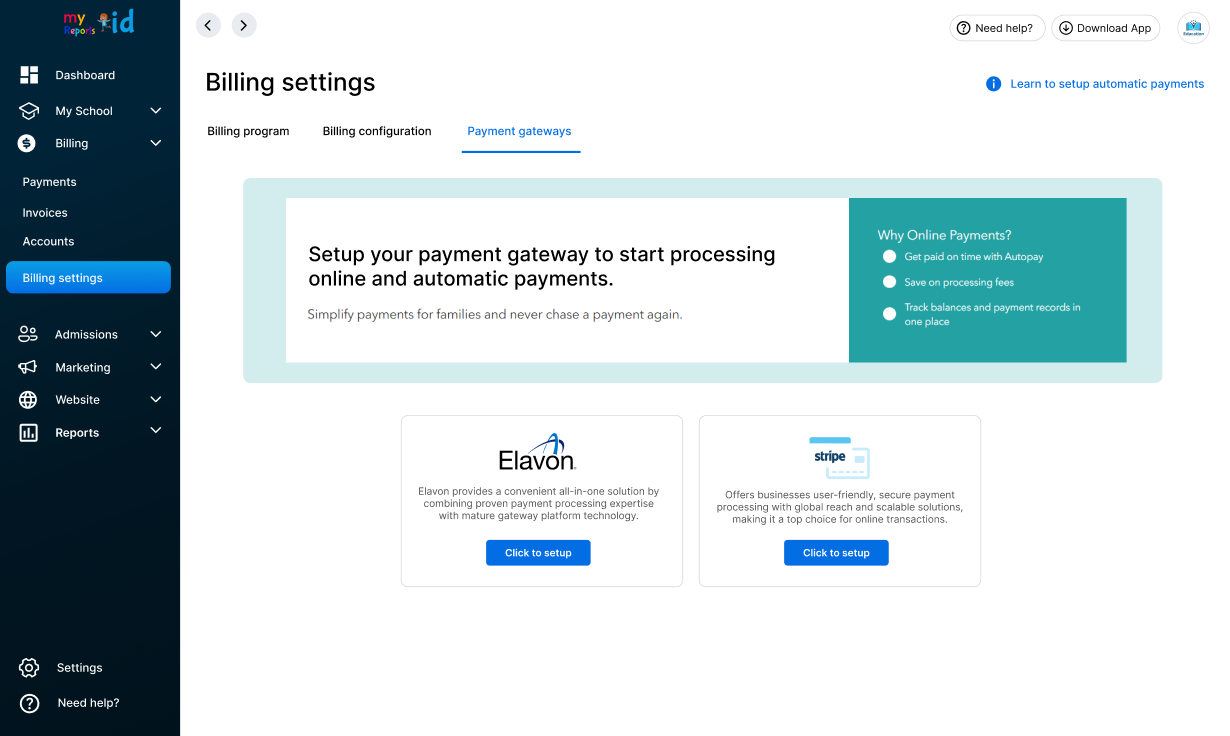 my id
Reports
Dashboard
My School
Billing
Payments
Invoices
Accounts
Billing settings
Admissions
Marketing
Website
Reports
Settings
Need help?
Need help?
Download App
Education
Billing settings
Learn to setup automatic payments
Billing program
Billing configuration
Payment gateways
Setup your payment gateway to start processing
online and automatic payments.
Simplify payments for families and never chase a payment again.
Why Online Payments?
Get paid on time with Autopay
Save on processing fees
Track balances and payment records in
one place
Elavon
Elavon provides a convenient all-in-one solution by
combining proven payment processing expertise
with mature gateway platform technology.
Click to setup
stripe
Offers businesses user-friendly, secure payment
processing with global reach and scalable solutions,
making it a top choice for online transactions.
Click to setup